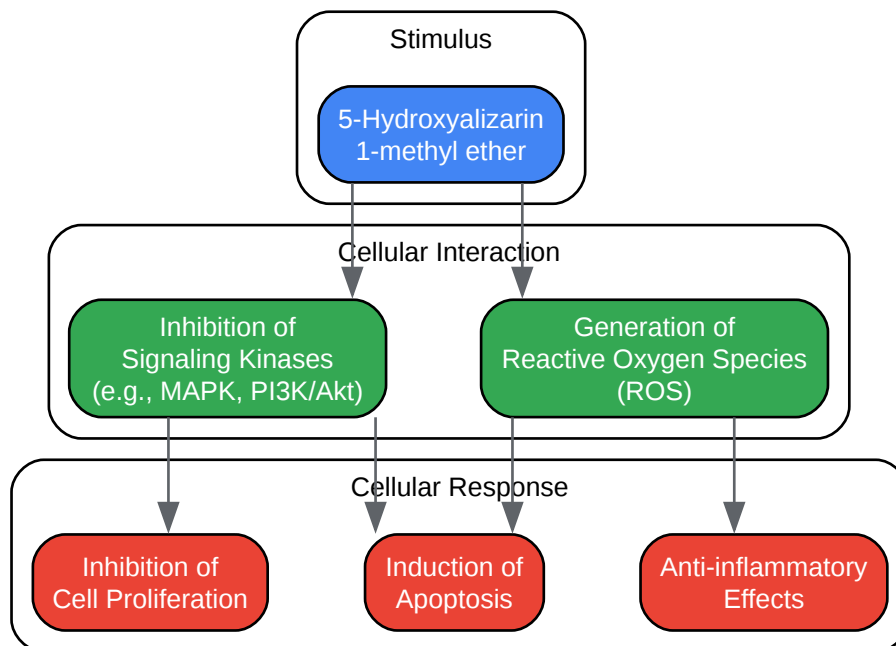 Stimulus
5-Hydroxyalizarin
1-methyl ether
Cellular Interaction
Inhibition of
Signaling Kinases
(e.g., MAPK, PI3K/Akt)
Generation of
Reactive Oxygen Species
(ROS)
Cellular Response
Inhibition of
Cell Proliferation
Induction of
Apoptosis
Anti-inflammatory
Effects